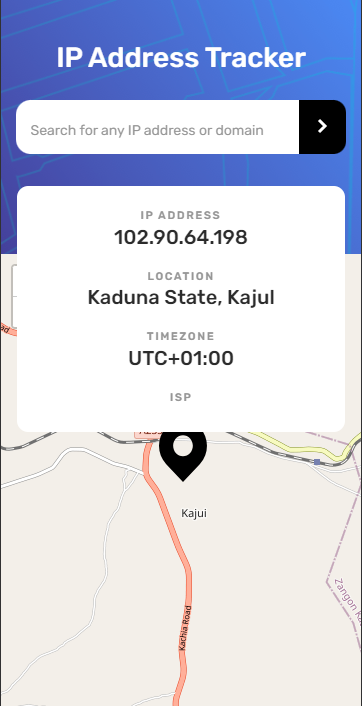 IP Address Tracker
Search for any IP address or domain
IP ADDRESS
102.90.64.198
LOCATION
Kaduna State, Kajul
TIMEZONE
UTC+01:00
ISP
Kajui
Kachia Road
Zangon K